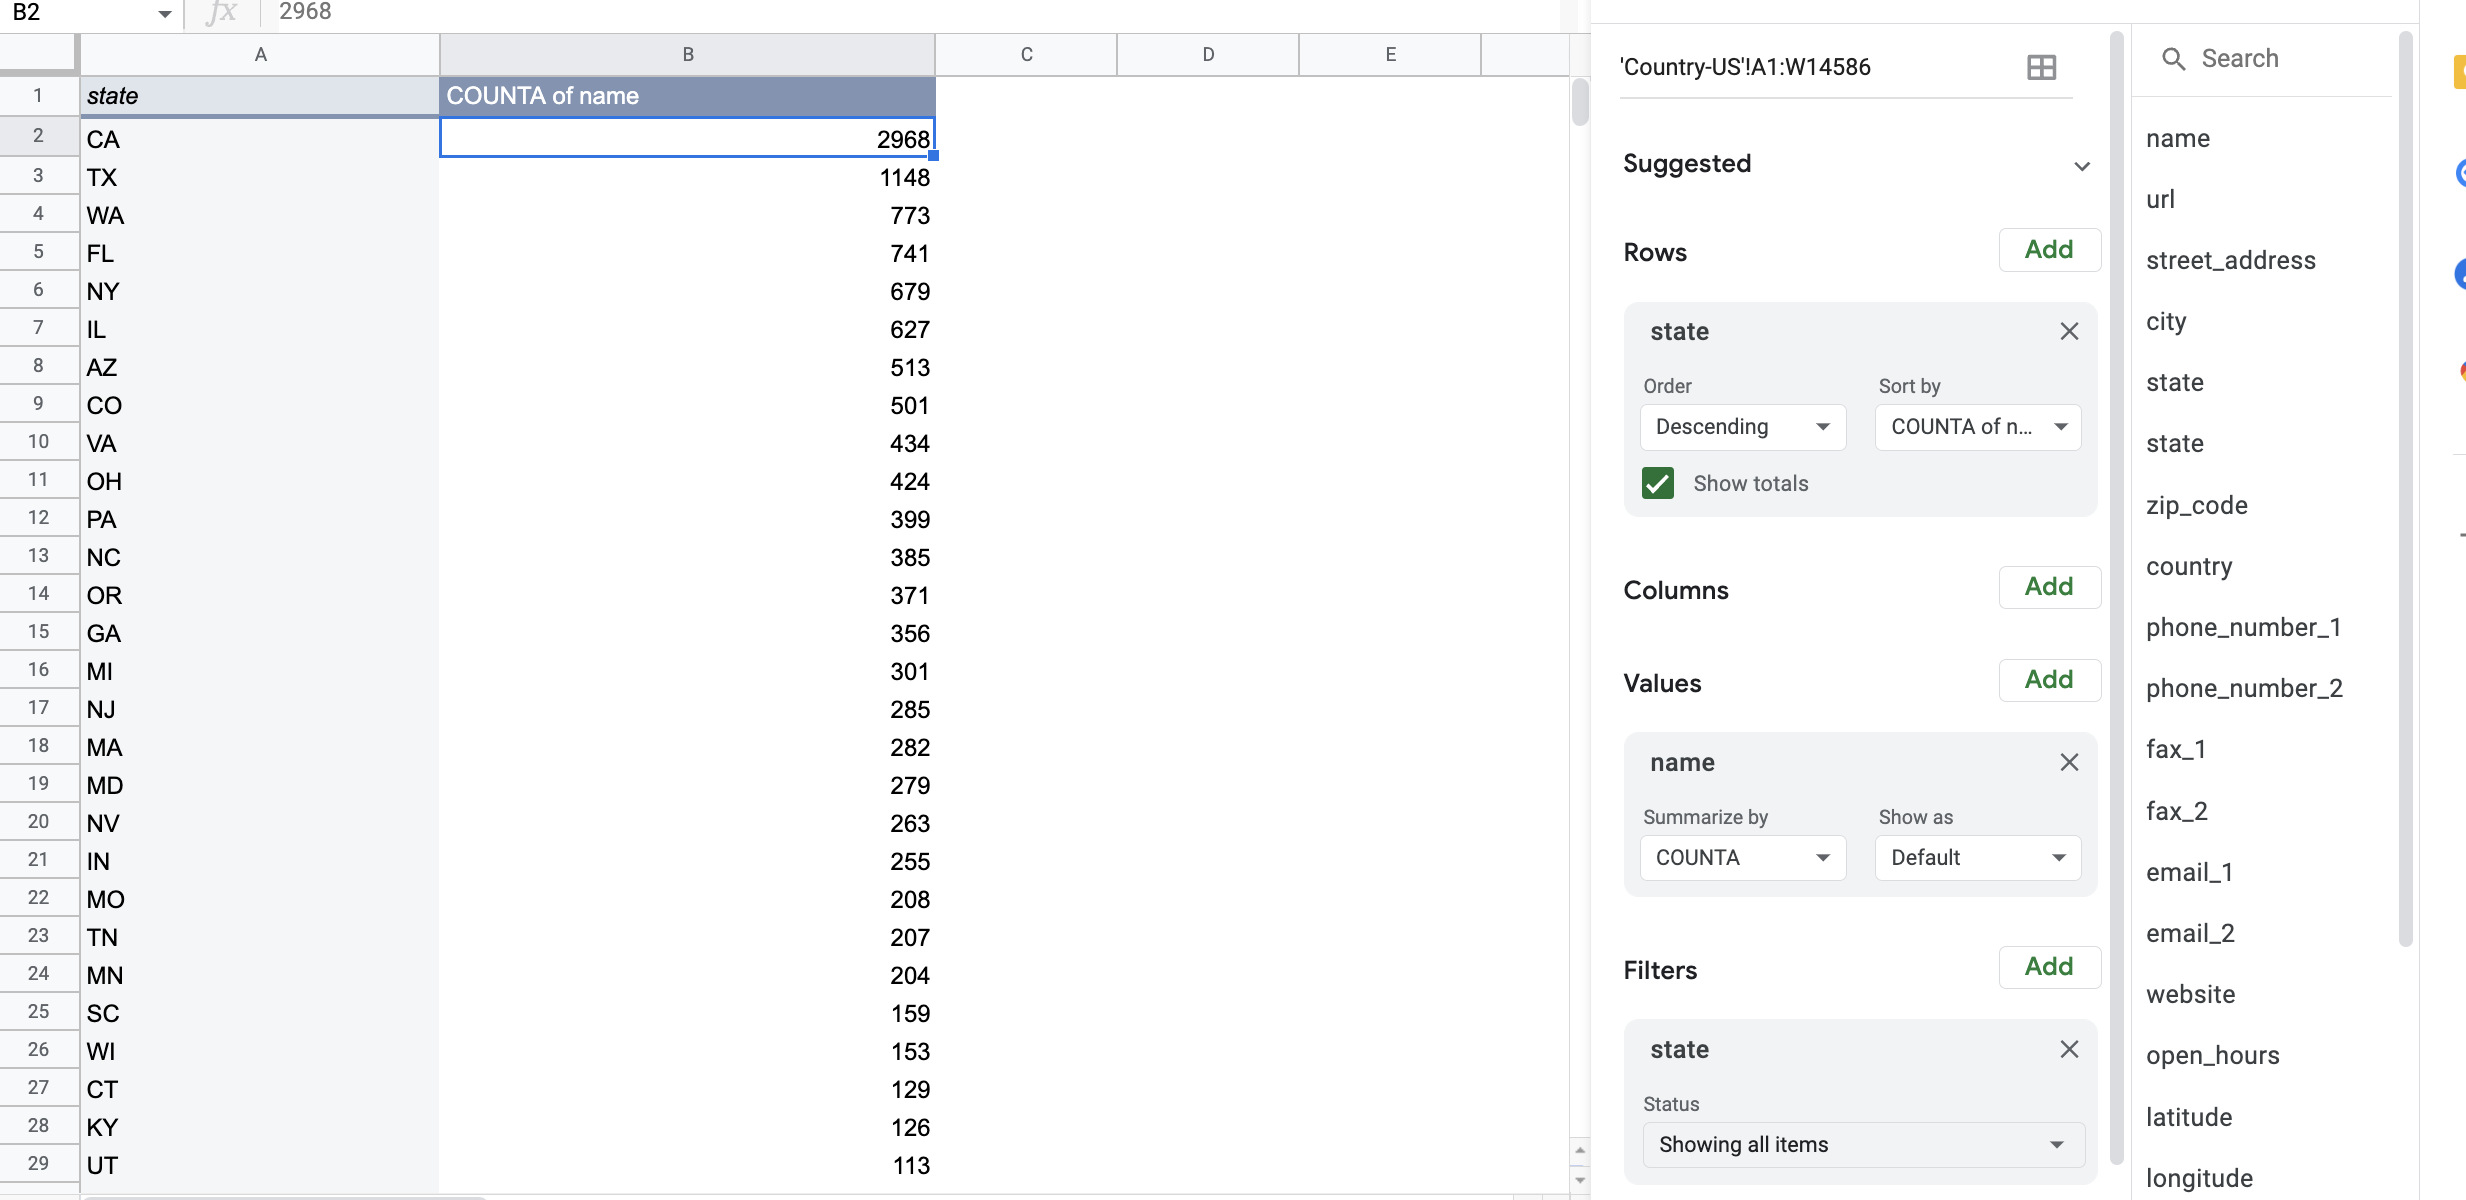 B2 fx 2968
A B C D E
1 state COUNTA of name
2 CA 2968
3 TX 1148
4 WA 773
5 FL 741
6 NY 679
7 IL 627
8 AZ 513
9 CO 501
10 VA 434
11 OH 424
12 PA 399
13 NC 385
14 OR 371
15 GA 356
16 MI 301
17 NJ 285
18 MA 282
19 MD 279
20 NV 263
21 IN 255
22 MO 208
23 TN 207
24 MN 204
25 SC 159
26 WI 153
27 CT 129
28 KY 126
29 UT 113
'Country-US'!A1:W14586
Suggested
Rows Add
state
Order Sort by
Descending COUNTA of n...
Show totals
Columns Add
Values Add
name
Summarize by Show as
COUNTA Default
Filters Add
state
Status
Showing all items
Search
name
url
street_address
city
state
state
zip_code
country
phone_number_1
phone_number_2
fax_1
fax_2
email_1
email_2
website
open_hours
latitude
longitude